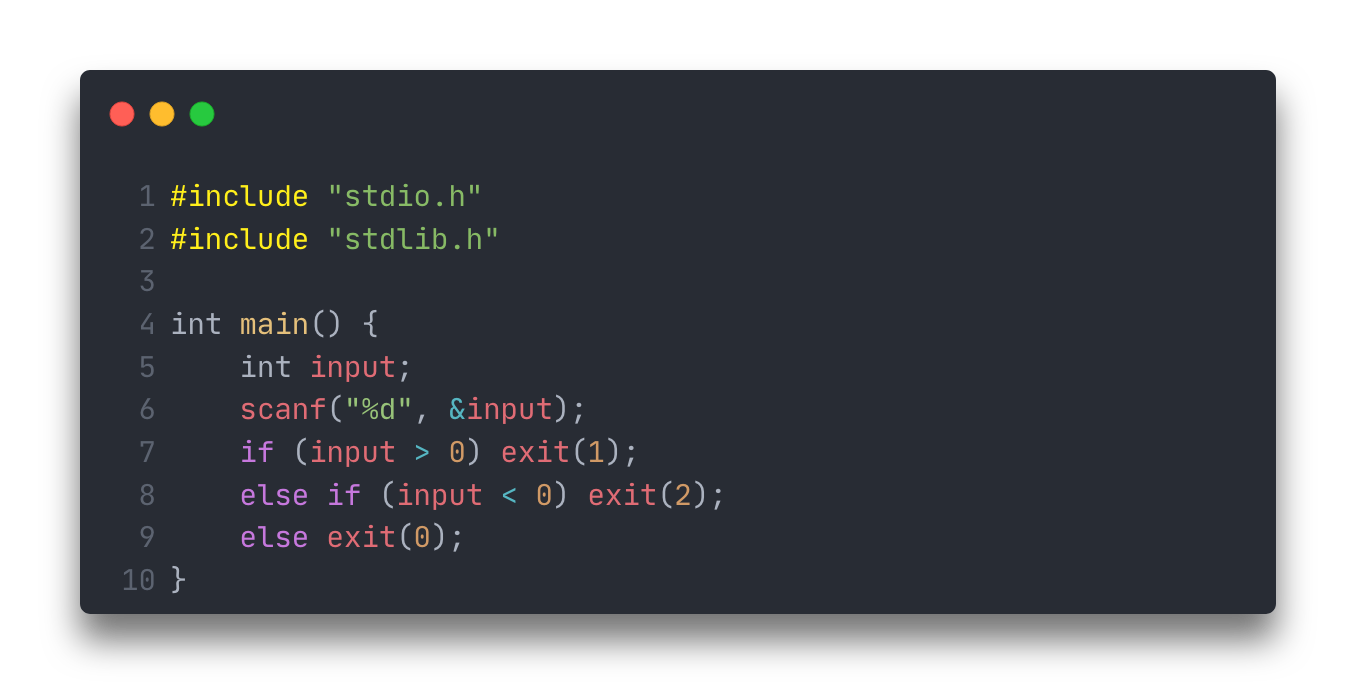 1 #include "stdio.h"
2 #include "stdlib.h"
3
4 int main() {
5     int input;
6     scanf("%d", &input);
7     if (input > 0) exit(1);
8     else if (input < 0) exit(2);
9     else exit(0);
10 }